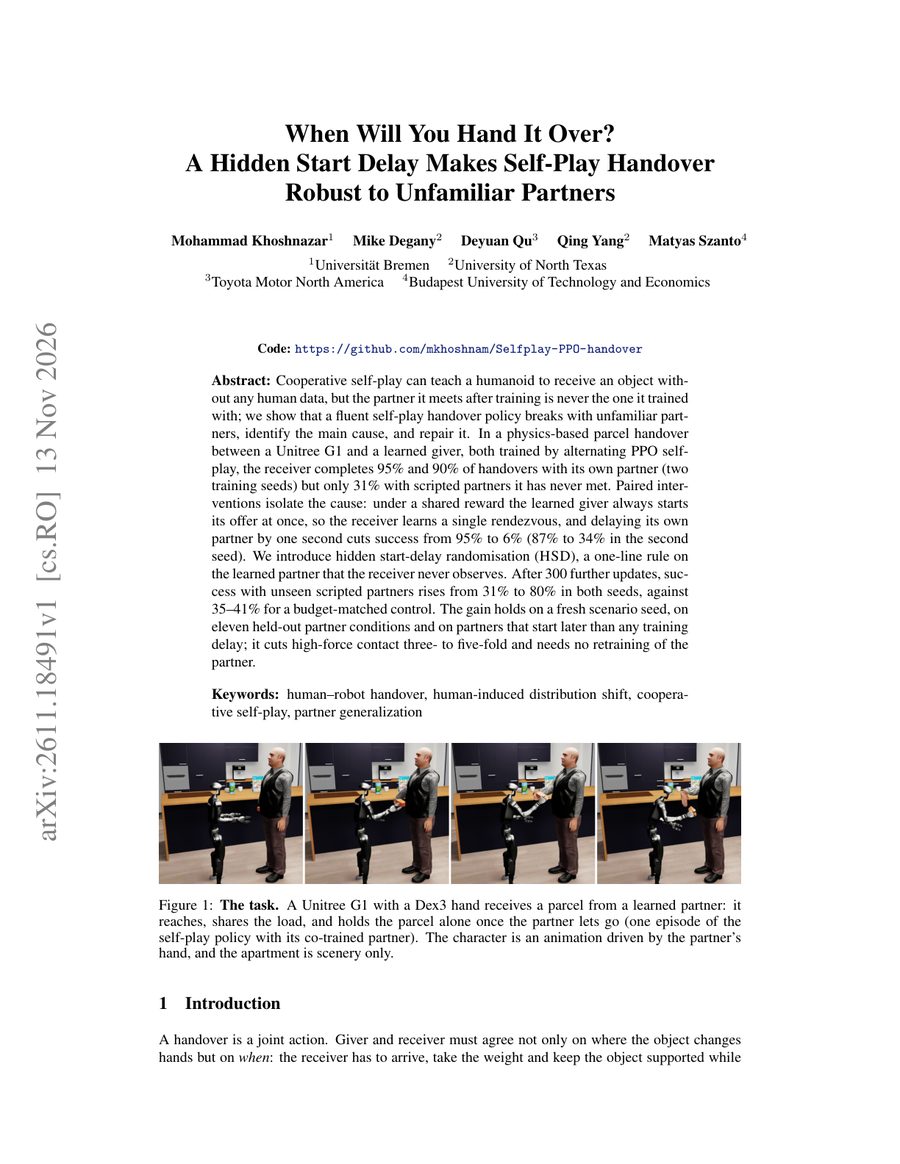 When Will You Hand It Over?
A Hidden Start Delay Makes Self-Play Handover
Robust to Unfamiliar Partners
Mohammad Khoshnazar1 Mike Degany2 Deyuan Qu3 Qing Yang2 Matyas Szanto4
1Universität Bremen 2University of North Texas
3Toyota Motor North America 4Budapest University of Technology and Economics
arXiv:2611.18491v1 [cs.RO] 13 Nov 2026
Code: https://github.com/mkhoshnam/Selfplay-PPO-handover
Abstract: Cooperative self-play can teach a humanoid to receive an object with-
out any human data, but the partner it meets after training is never the one it trained
with; we show that a fluent self-play handover policy breaks with unfamiliar part-
ners, identify the main cause, and repair it. In a physics-based parcel handover
between a Unitree G1 and a learned giver, both trained by alternating PPO self-
play, the receiver completes 95% and 90% of handovers with its own partner (two
training seeds) but only 31% with scripted partners it has never met. Paired inter-
ventions isolate the cause: under a shared reward the learned giver always starts
its offer at once, so the receiver learns a single rendezvous, and delaying its own
partner by one second cuts success from 95% to 6% (87% to 34% in the second
seed). We introduce hidden start-delay randomisation (HSD), a one-line rule on
the learned partner that the receiver never observes. After 300 further updates, suc-
cess with unseen scripted partners rises from 31% to 80% in both seeds, against
35–41% for a budget-matched control. The gain holds on a fresh scenario seed, on
eleven held-out partner conditions and on partners that start later than any training
delay; it cuts high-force contact three- to five-fold and needs no retraining of the
partner.
Keywords: human–robot handover, human-induced distribution shift, coopera-
tive self-play, partner generalization
Figure 1: The task. A Unitree G1 with a Dex3 hand receives a parcel from a learned partner: it
reaches, shares the load, and holds the parcel alone once the partner lets go (one episode of the
self-play policy with its co-trained partner). The character is an animation driven by the partner's
hand, and the apartment is scenery only.
1 Introduction
A handover is a joint action. Giver and receiver must agree not only on where the object changes
hands but on when: the receiver has to arrive, take the weight and keep the object supported while